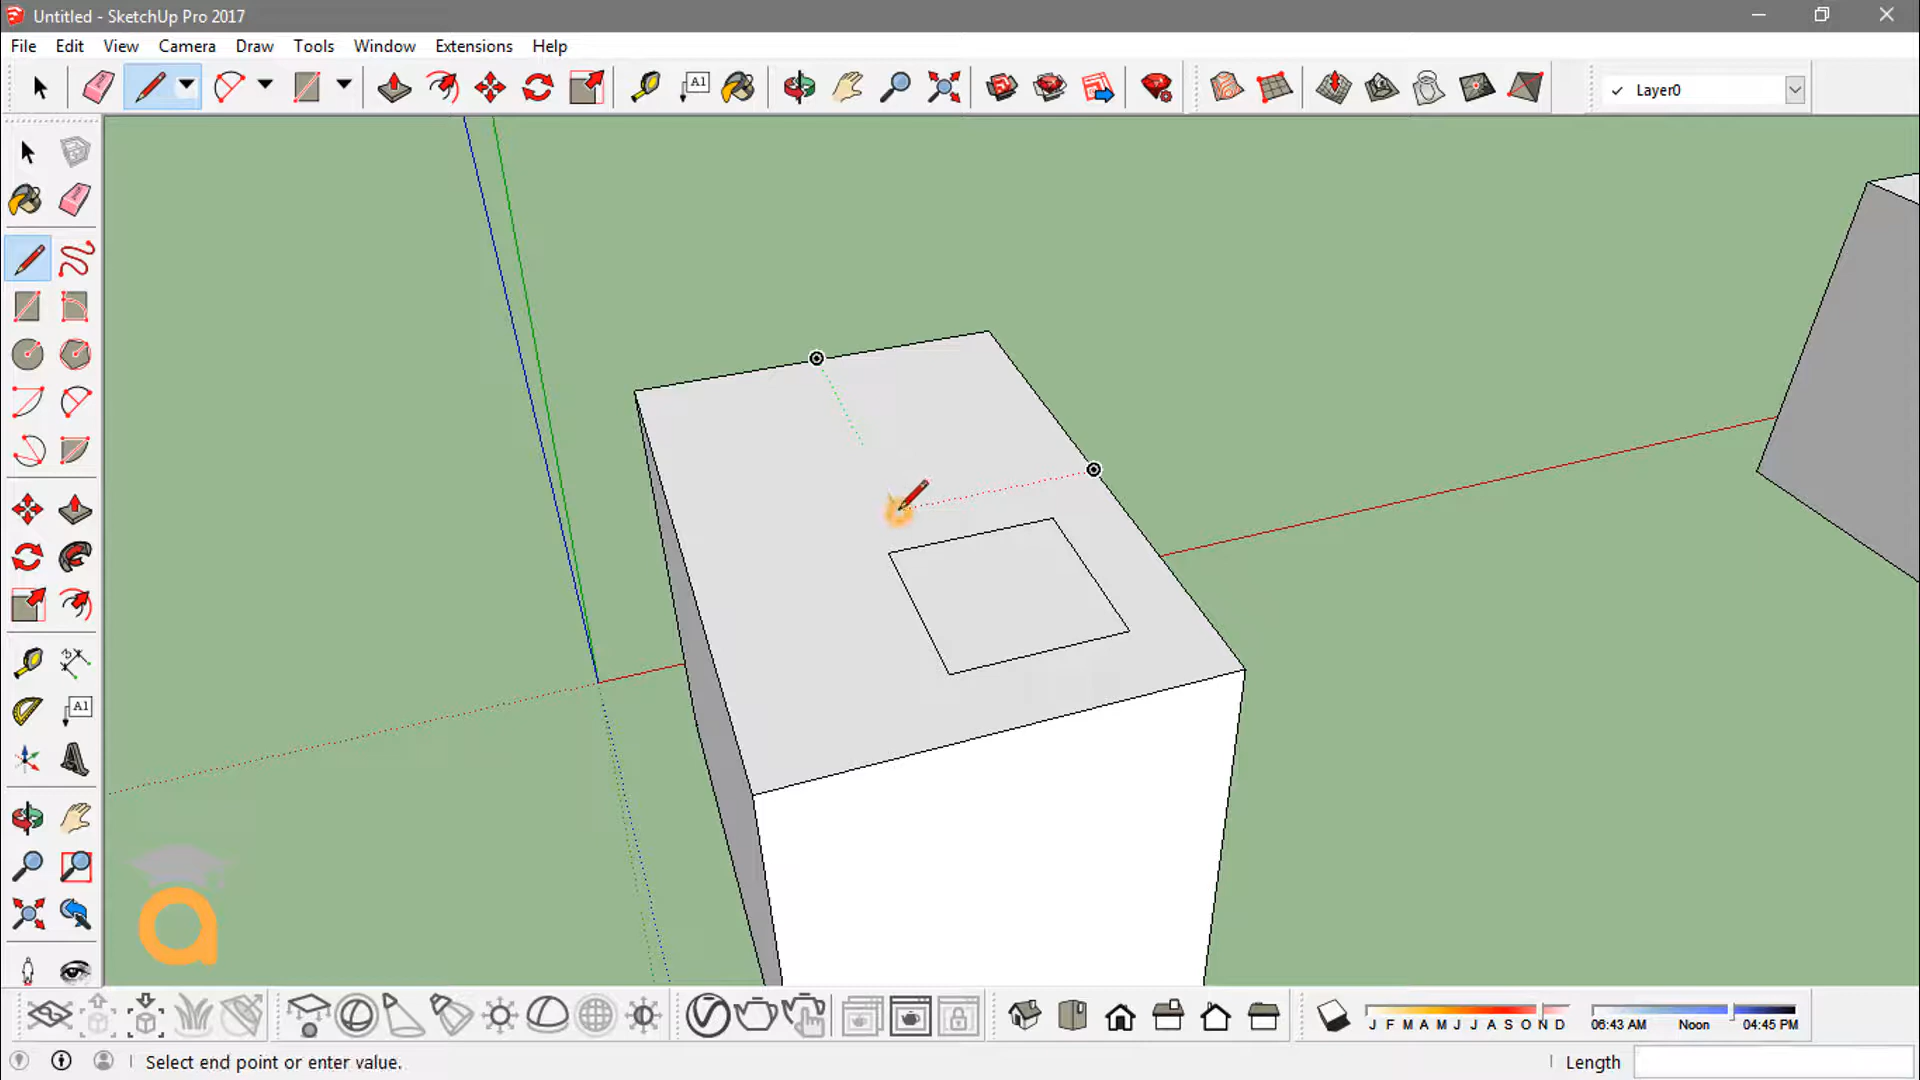 Untitled - SketchUp Pro 2017
File Edit View Camera Draw Tools Window Extensions Help
A1
Layer0
A1
a
J F M A M J J A S O N D
06:43 AM Noon 04:45 PM
Select end point or enter value.
Length